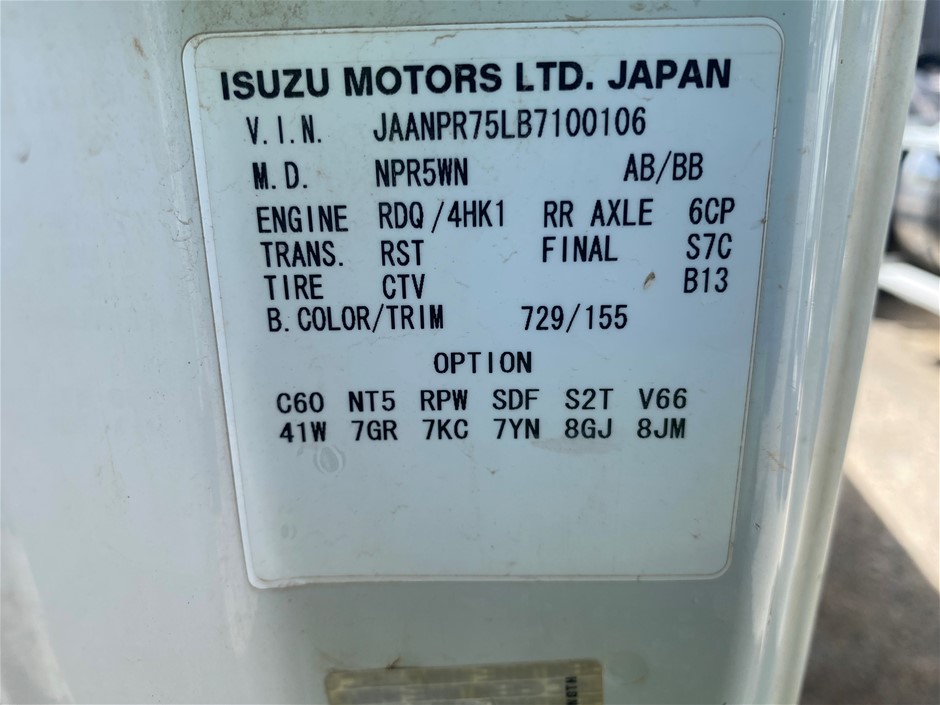 ISUZU MOTORS LTD. JAPAN
V.I.N. JAANPR75LB7100106
M.D. NPR5WN AB/BB
ENGINE RDQ/4HK1 RR AXLE 6CP
TRANS. RST FINAL S7C
TIRE CTV B13
B.COLOR/TRIM 729/155
OPTION
C60 NT5 RPW SDF S2T V66
41W 7GR 7KC 7YN 8GJ 8JM